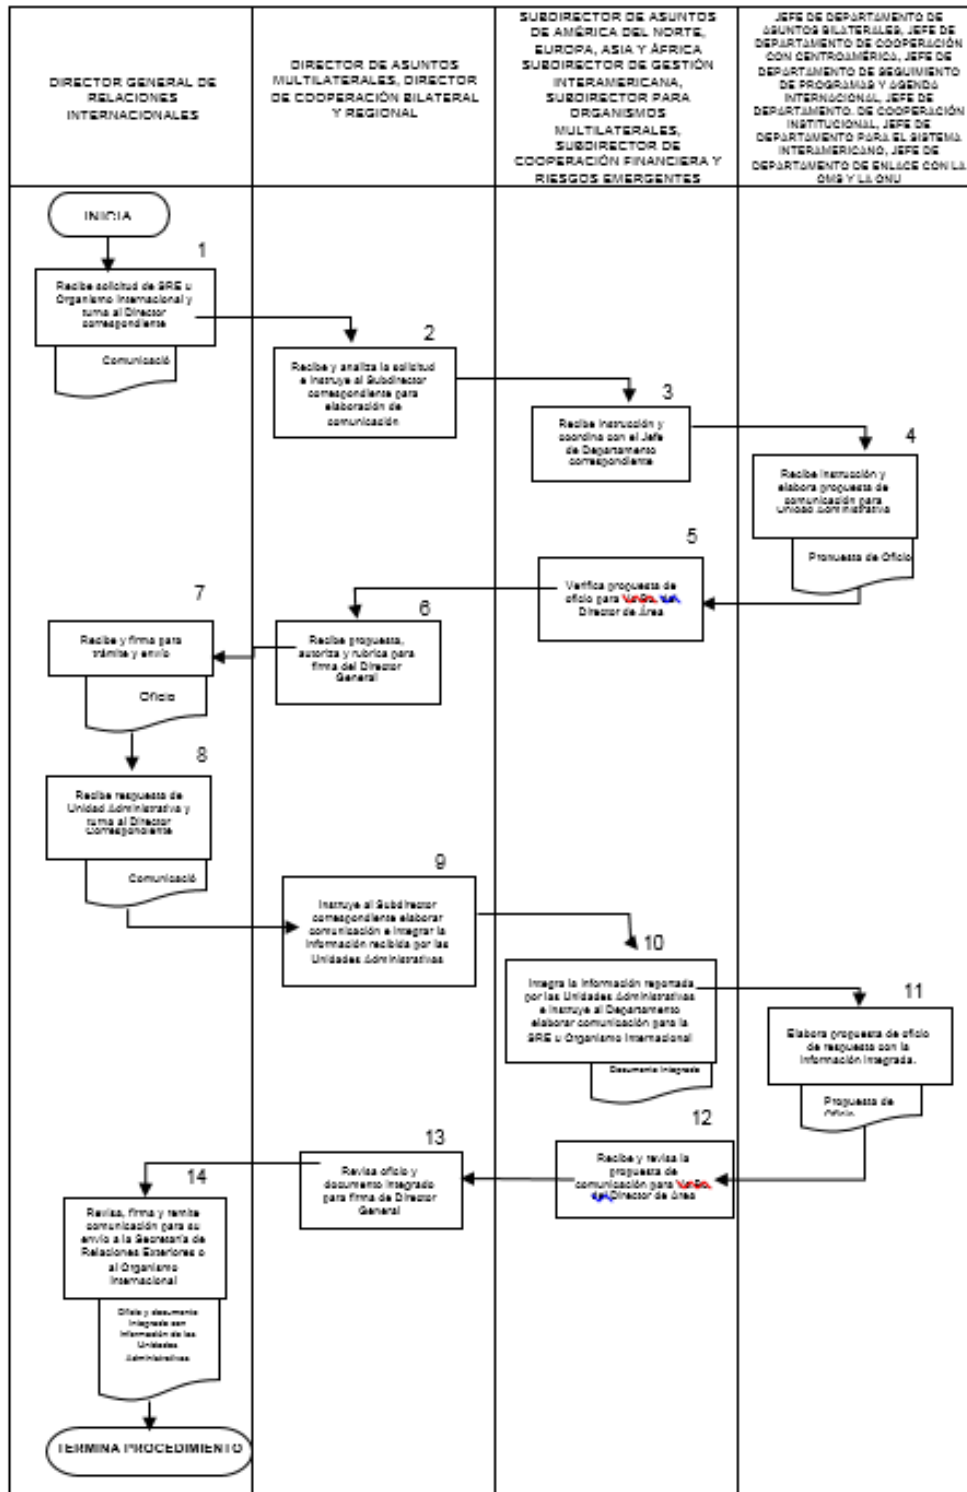 DIRECTOR GENERAL DE
RELACIONES
INTERNACIONALES
DIRECTOR DE ASUNTOS
MULTILATERALES, DIRECTOR
DE COOPERACIÓN BILATERAL
Y REGIONAL
SUBDIRECTOR DE ASUNTOS
DE AMÉRICA DEL NORTE,
EUROPA, ASIA Y ÁFRICA
SUBDIRECTOR DE GESTIÓN
INTERAMERICANA,
SUBDIRECTOR PARA
ORGANISMOS
MULTILATERALES,
SUBDIRECTOR DE
COOPERACIÓN FINANCIERA Y
RIESGOS EMERGENTES
JEFE DE DEPARTAMENTO DE
ASUNTOS BILATERALES, JEFE DE
DEPARTAMENTO DE COOPERACIÓN
CON CENTROAMÉRICA, JEFE DE
DEPARTAMENTO DE SEGUIMIENTO
DE PROGRAMAS Y AGENDA
INTERNACIONAL, JEFE DE
DEPARTAMENTO. DE COOPERACIÓN
INSTITUCIONAL, JEFE DE
DEPARTAMENTO PARA EL SISTEMA
INTERAMERICANO, JEFE DE
DEPARTAMENTO DE ENLACE CON LA
OMS Y LA ONU
INICIA
1
Recibe solicitud de SRE u
Organismo Internacional y
turna al Director
correspondiente
Comunicació
2
Recibe y analiza la solicitud
e instruye al Subdirector
correspondiente para
elaboración de
comunicación
3
Recibe instrucción y
coordina con el Jefe
de Departamento
correspondiente
4
Recibe instrucción y
elabora propuesta de
comunicación para
Unidad Administrativa
Propuesta de Oficio
5
Verifica propuesta de
oficio para Vo.Bo. del
Director de Área
6
Recibe propuesta,
autoriza y rubrica para
firma del Director
General
7
Recibe y firma para
trámite y envío
Oficio
8
Recibe respuesta de
Unidad Administrativa y
turna al Director
Correspondiente
Comunicació
9
Instruye al Subdirector
correspondiente elaborar
comunicación e integrar la
información recibida por las
Unidades Administrativas
10
Integra la información reportada
por las Unidades Administrativas
e instruye al Departamento
elaborar comunicación para la
SRE u Organismo Internacional
Documento Integrado
11
Elabora propuesta de oficio
de respuesta con la
información integrada.
Propuesta de
Oficio
12
Recibe y revisa la
propuesta de
comunicación para Vo.Bo.
del Director de Área
13
Revisa oficio y
documento integrado
para firma de Director
General
14
Revisa, firma y remite
comunicación para su
envío a la Secretaría de
Relaciones Exteriores o
al Organismo
Internacional
Oficio y documento
integrado con
información de las
Unidades
Administrativas
TERMINA PROCEDIMIENTO